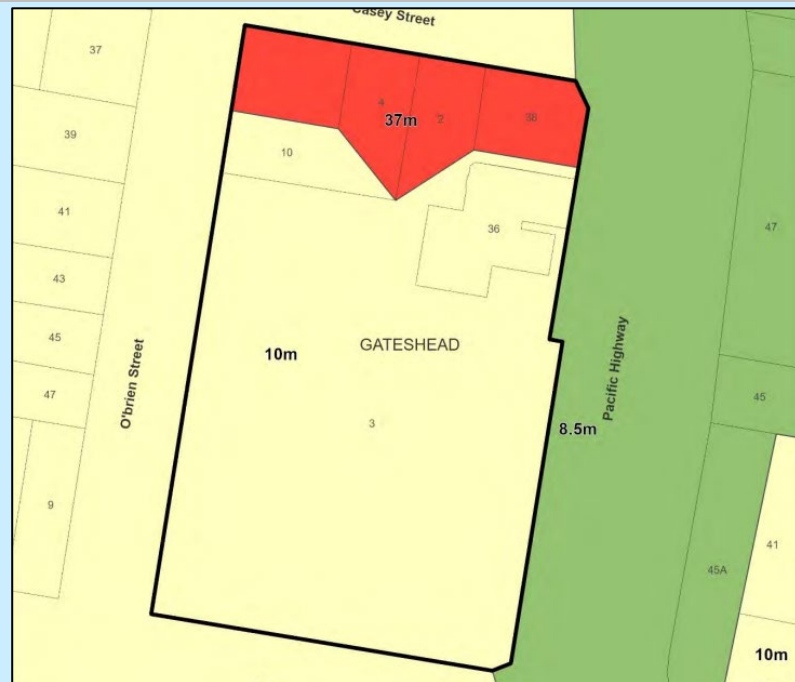 Casey Street
37
4
2
38
37m
39
10
41
36
47
43
GATESHEAD
10m
45
O'brien Street
Pacific Highway
47
45
3
8.5m
9
41
45A
10m